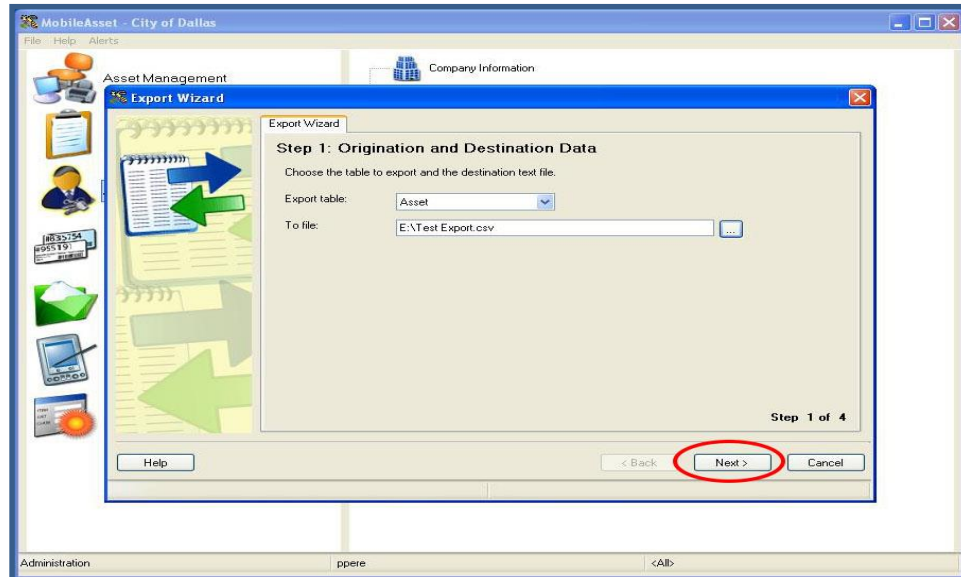 MobileAsset - City of Dallas
File Help Alerts
Asset Management
Company Information
Export Wizard
Export Wizard
Step 1: Origination and Destination Data
Choose the table to export and the destination text file.
Export table:
Asset
To file:
E:\Test Export.csv
...
Step 1 of 4
Help
< Back
Next >
Cancel
Administration
ppere
<All>